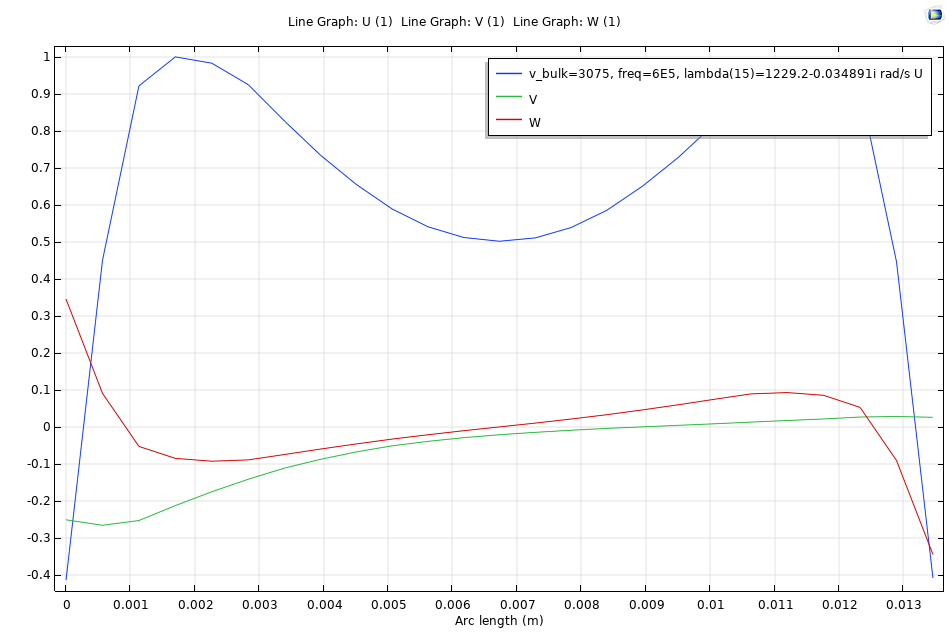 Line Graph: U (1) Line Graph: V (1) Line Graph: W (1)
v_bulk=3075, freq=6E5, lambda(15)=1229.2-0.034891i rad/s U
V
W
1
0.9
0.8
0.7
0.6
0.5
0.4
0.3
0.2
0.1
0
-0.1
-0.2
-0.3
-0.4
0 0.001 0.002 0.003 0.004 0.005 0.006 0.007 0.008 0.009 0.01 0.011 0.012 0.013
Arc length (m)